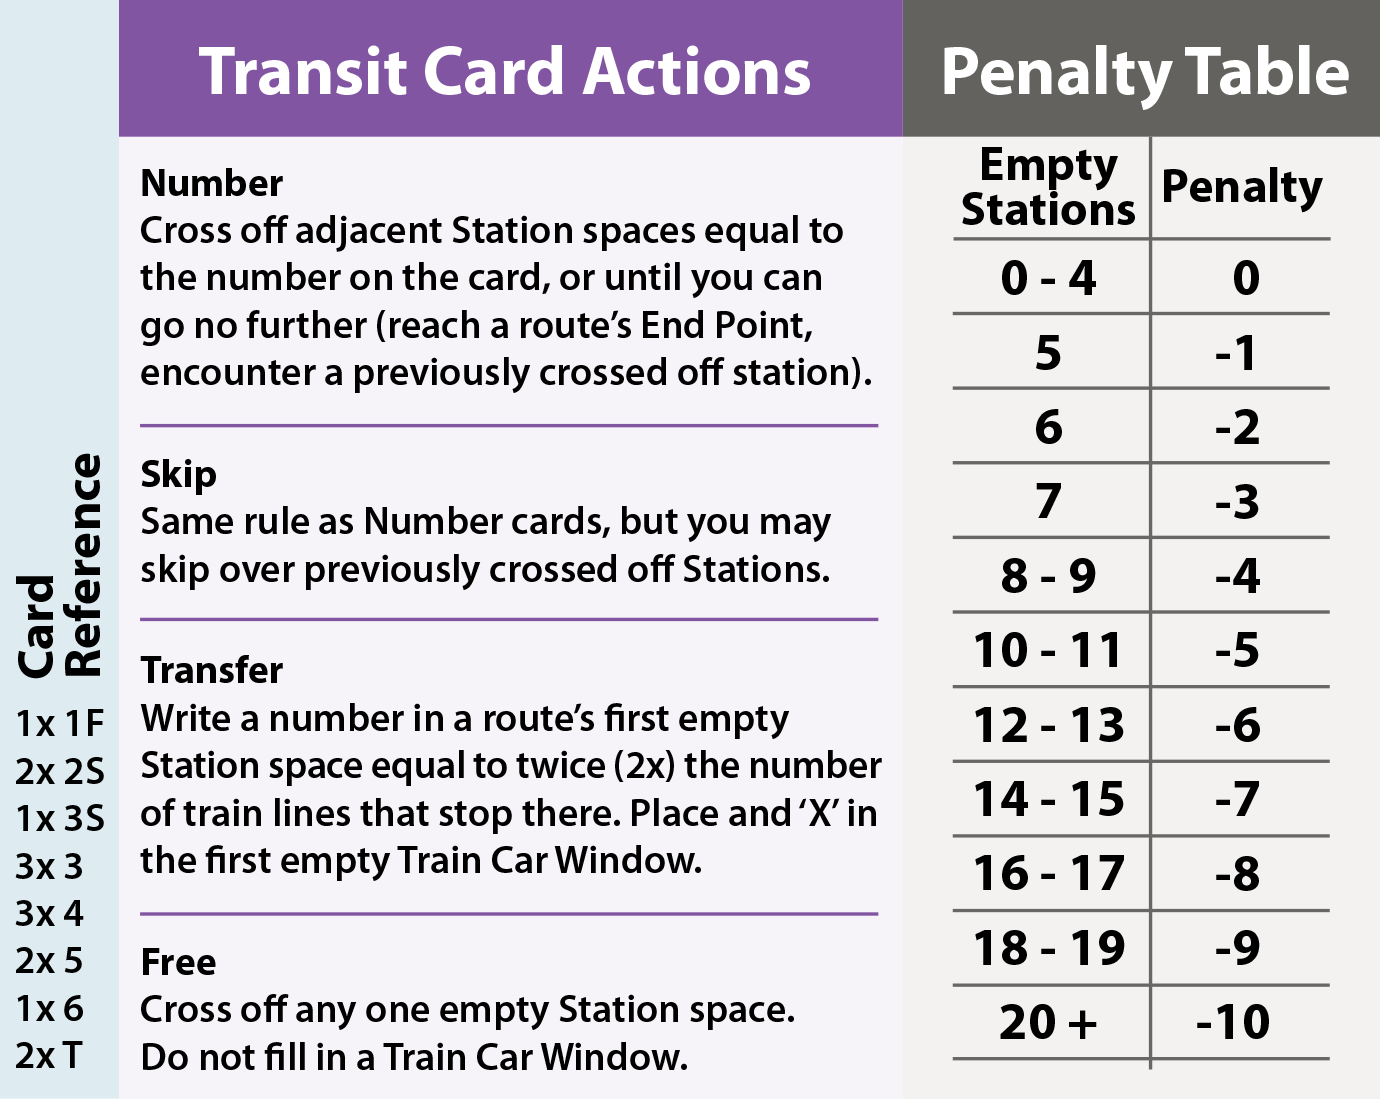 Card
Reference
1x 1F
2x 2S
1x 3S
3x 3
3x 4
2x 5
1x 6
2x T
Transit Card Actions
Number
Cross off adjacent Station spaces equal to
the number on the card, or until you can
go no further (reach a route’s End Point,
encounter a previously crossed off station).
Skip
Same rule as Number cards, but you may
skip over previously crossed off Stations.
Transfer
Write a number in a route’s first empty
Station space equal to twice (2x) the number
of train lines that stop there. Place and ‘X’ in
the first empty Train Car Window.
Free
Cross off any one empty Station space.
Do not fill in a Train Car Window.
Penalty Table
Empty
Stations
Penalty
0 - 4 0
5 -1
6 -2
7 -3
8 - 9 -4
10 - 11 -5
12 - 13 -6
14 - 15 -7
16 - 17 -8
18 - 19 -9
20 + -10